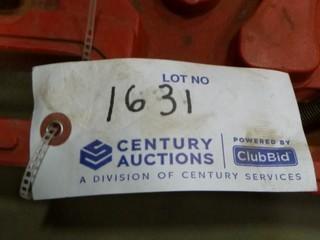 LOT NO
1631
CENTURY AUCTIONS
POWERED BY
ClubBid
A DIVISION OF CENTURY SERVICES